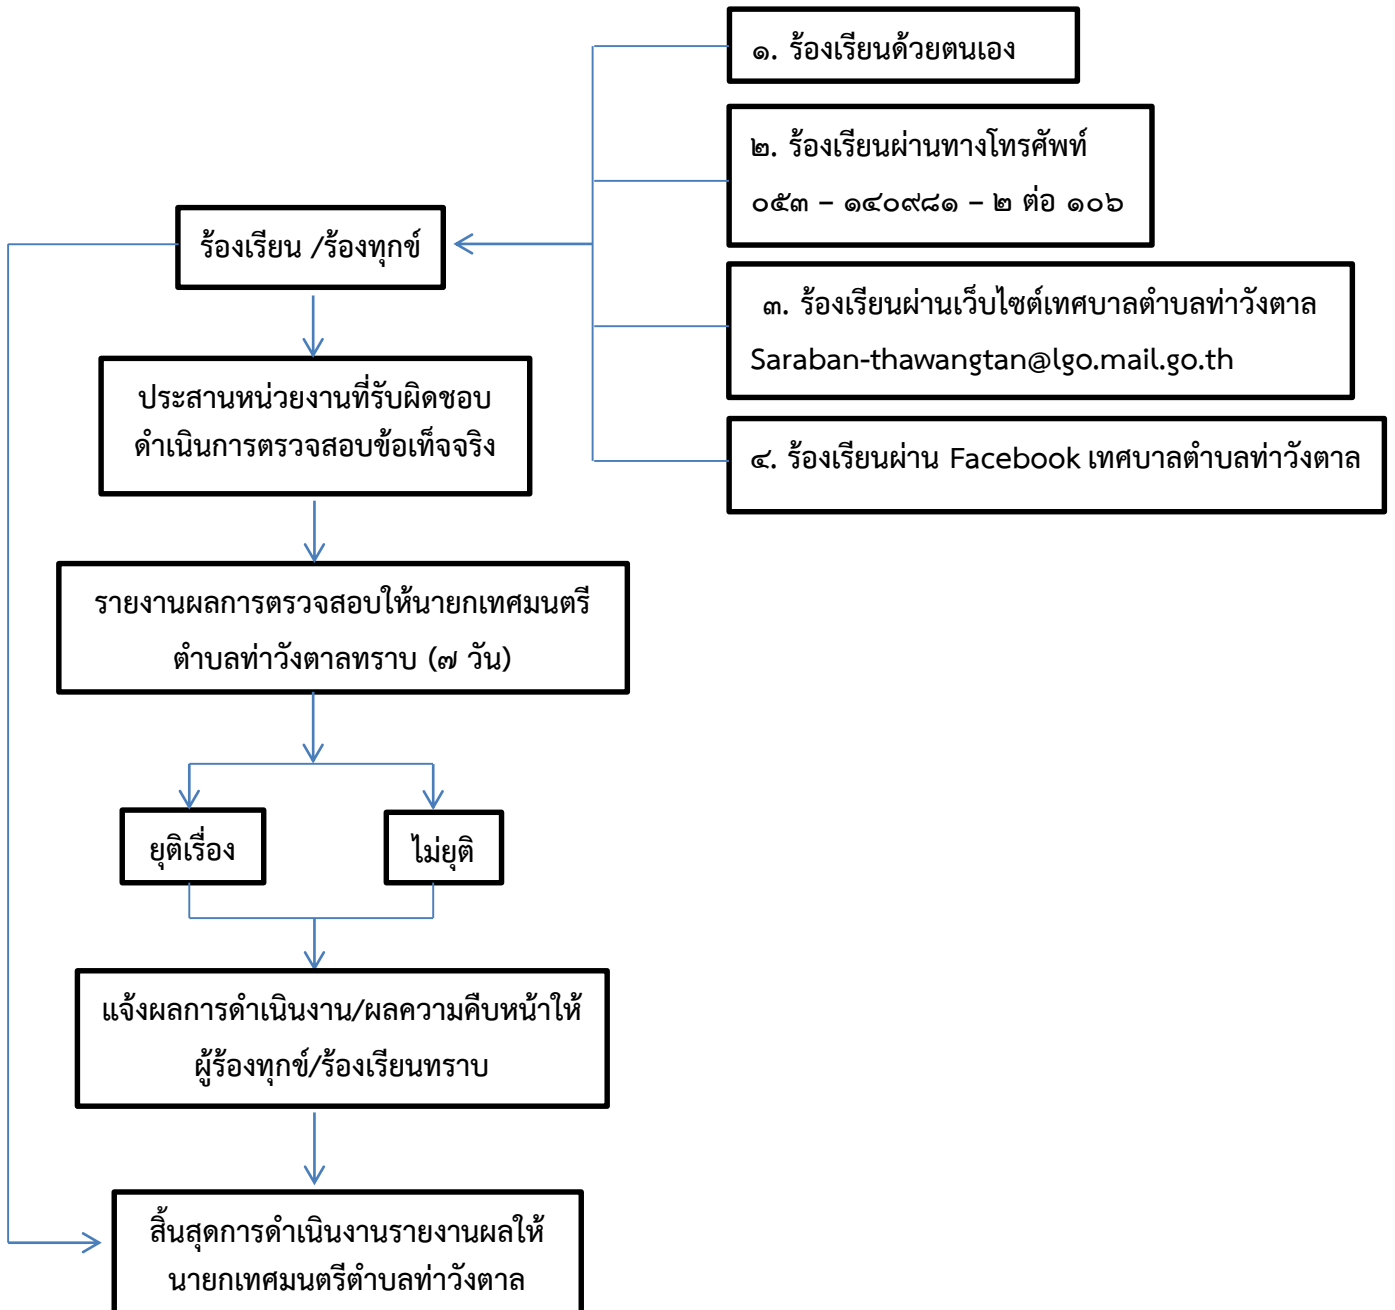 ๑. ร้องเรียนด้วยตนเอง
๒. ร้องเรียนผ่านทางโทรศัพท์
๐๕๓ – ๑๔๐๙๘๑ – ๒ ต่อ ๑๐๖
๓. ร้องเรียนผ่านเว็บไซต์เทศบาลตำบลท่าวังตาล
Saraban-thawangtan@lgo.mail.go.th
๔. ร้องเรียนผ่าน Facebook เทศบาลตำบลท่าวังตาล
ร้องเรียน /ร้องทุกข์
ประสานหน่วยงานที่รับผิดชอบ
ดำเนินการตรวจสอบข้อเท็จจริง
รายงานผลการตรวจสอบให้นายกเทศมนตรี
ตำบลท่าวังตาลทราบ (๗ วัน)
ยุติเรื่อง
ไม่ยุติ
แจ้งผลการดำเนินงาน/ผลความคืบหน้าให้
ผู้ร้องทุกข์/ร้องเรียนทราบ
สิ้นสุดการดำเนินงานรายงานผลให้
นายกเทศมนตรีตำบลท่าวังตาล